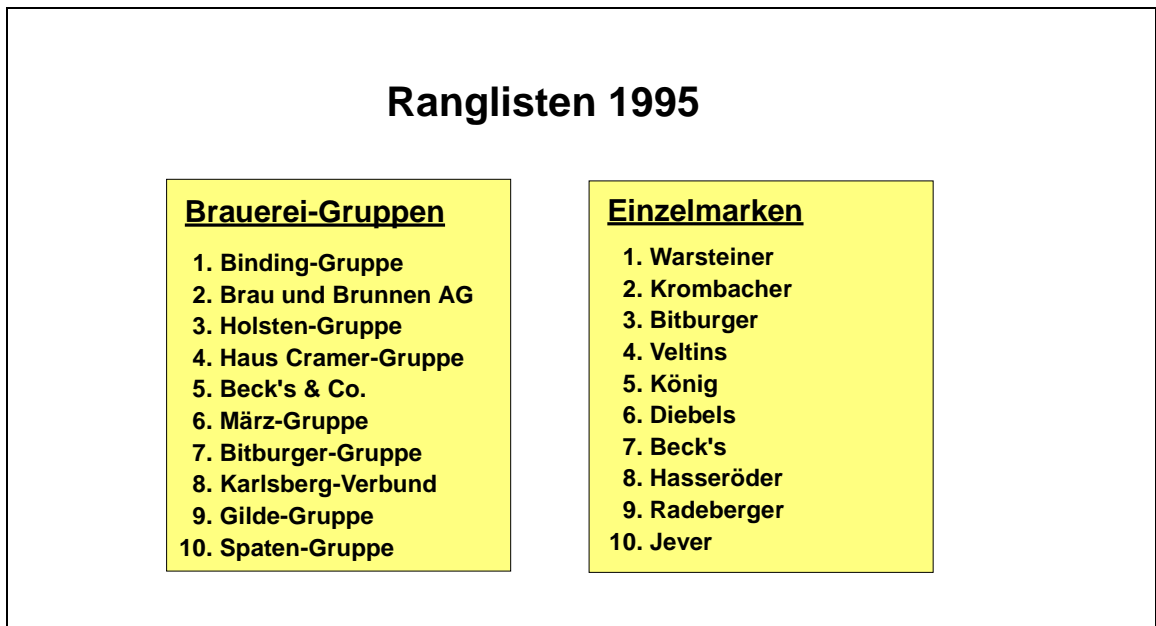 Ranglisten 1995
Brauerei-Gruppen
1. Binding-Gruppe
2. Brau und Brunnen AG
3. Holsten-Gruppe
4. Haus Cramer-Gruppe
5. Beck's & Co.
6. März-Gruppe
7. Bitburger-Gruppe
8. Karlsberg-Verbund
9. Gilde-Gruppe
10. Spaten-Gruppe
Einzelmarken
1. Warsteiner
2. Krombacher
3. Bitburger
4. Veltins
5. König
6. Diebels
7. Beck's
8. Hasseröder
9. Radeberger
10. Jever